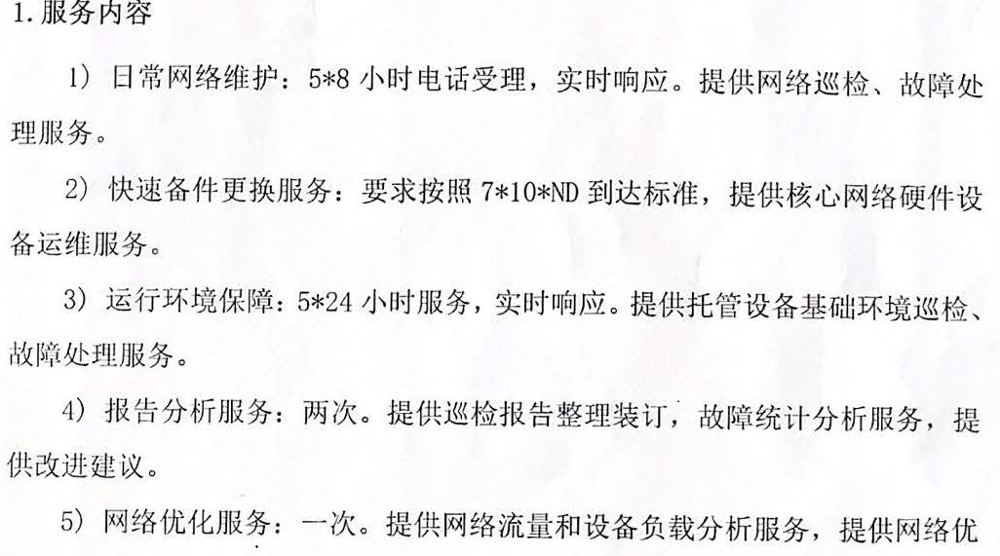 1.服务内容
1) 日常网络维护：5*8 小时电话受理，实时响应。提供网络巡检、故障处
理服务。
2) 快速备件更换服务：要求按照 7*10*ND 到达标准，提供核心网络硬件设
备运维服务。
3) 运行环境保障：5*24 小时服务，实时响应。提供托管设备基础环境巡检、
故障处理服务。
4) 报告分析服务：两次。提供巡检报告整理装订，故障统计分析服务，提
供改进建议。
5) 网络优化服务：一次。提供网络流量和设备负载分析服务，提供网络优